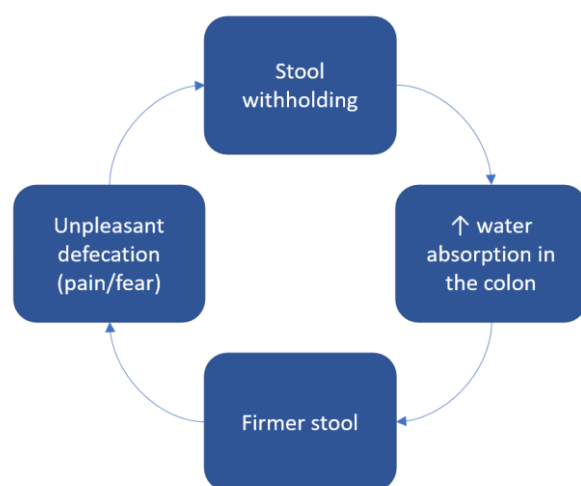 Stool
withholding
↑ water
absorption in
the colon
Firmer stool
Unpleasant
defecation
(pain/fear)